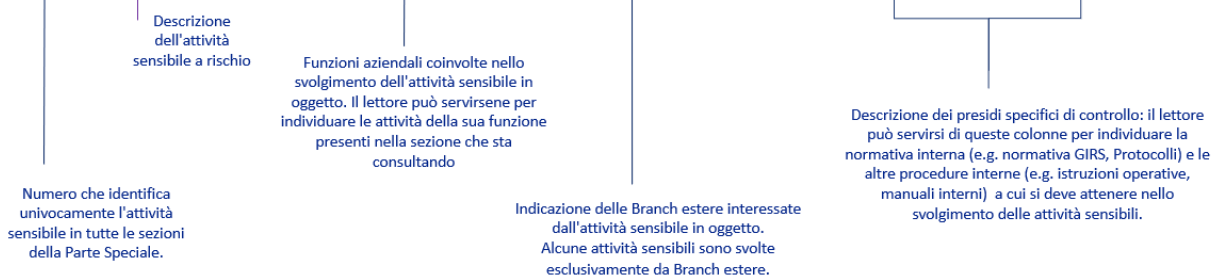 Descrizione
dell'attività
sensibile a rischio
Funzioni aziendali coinvolte nello
svolgimento dell'attività sensibile in
oggetto. Il lettore può servirsene per
individuare le attività della sua funzione
presenti nella sezione che sta
consultando
Descrizione dei presidi specifici di controllo: il lettore
può servirsi di queste colonne per individuare la
normativa interna (e.g. normativa GIRS, Protocolli) e le
altre procedure interne (e.g. istruzioni operative,
manuali interni) a cui si deve attenere nello
svolgimento delle attività sensibili.
Numero che identifica
univocamente l'attività
sensibile in tutte le sezioni
della Parte Speciale.
Indicazione delle Branch estere interessate
dall'attività sensibile in oggetto.
Alcune attività sensibili sono svolte
esclusivamente da Branch estere.